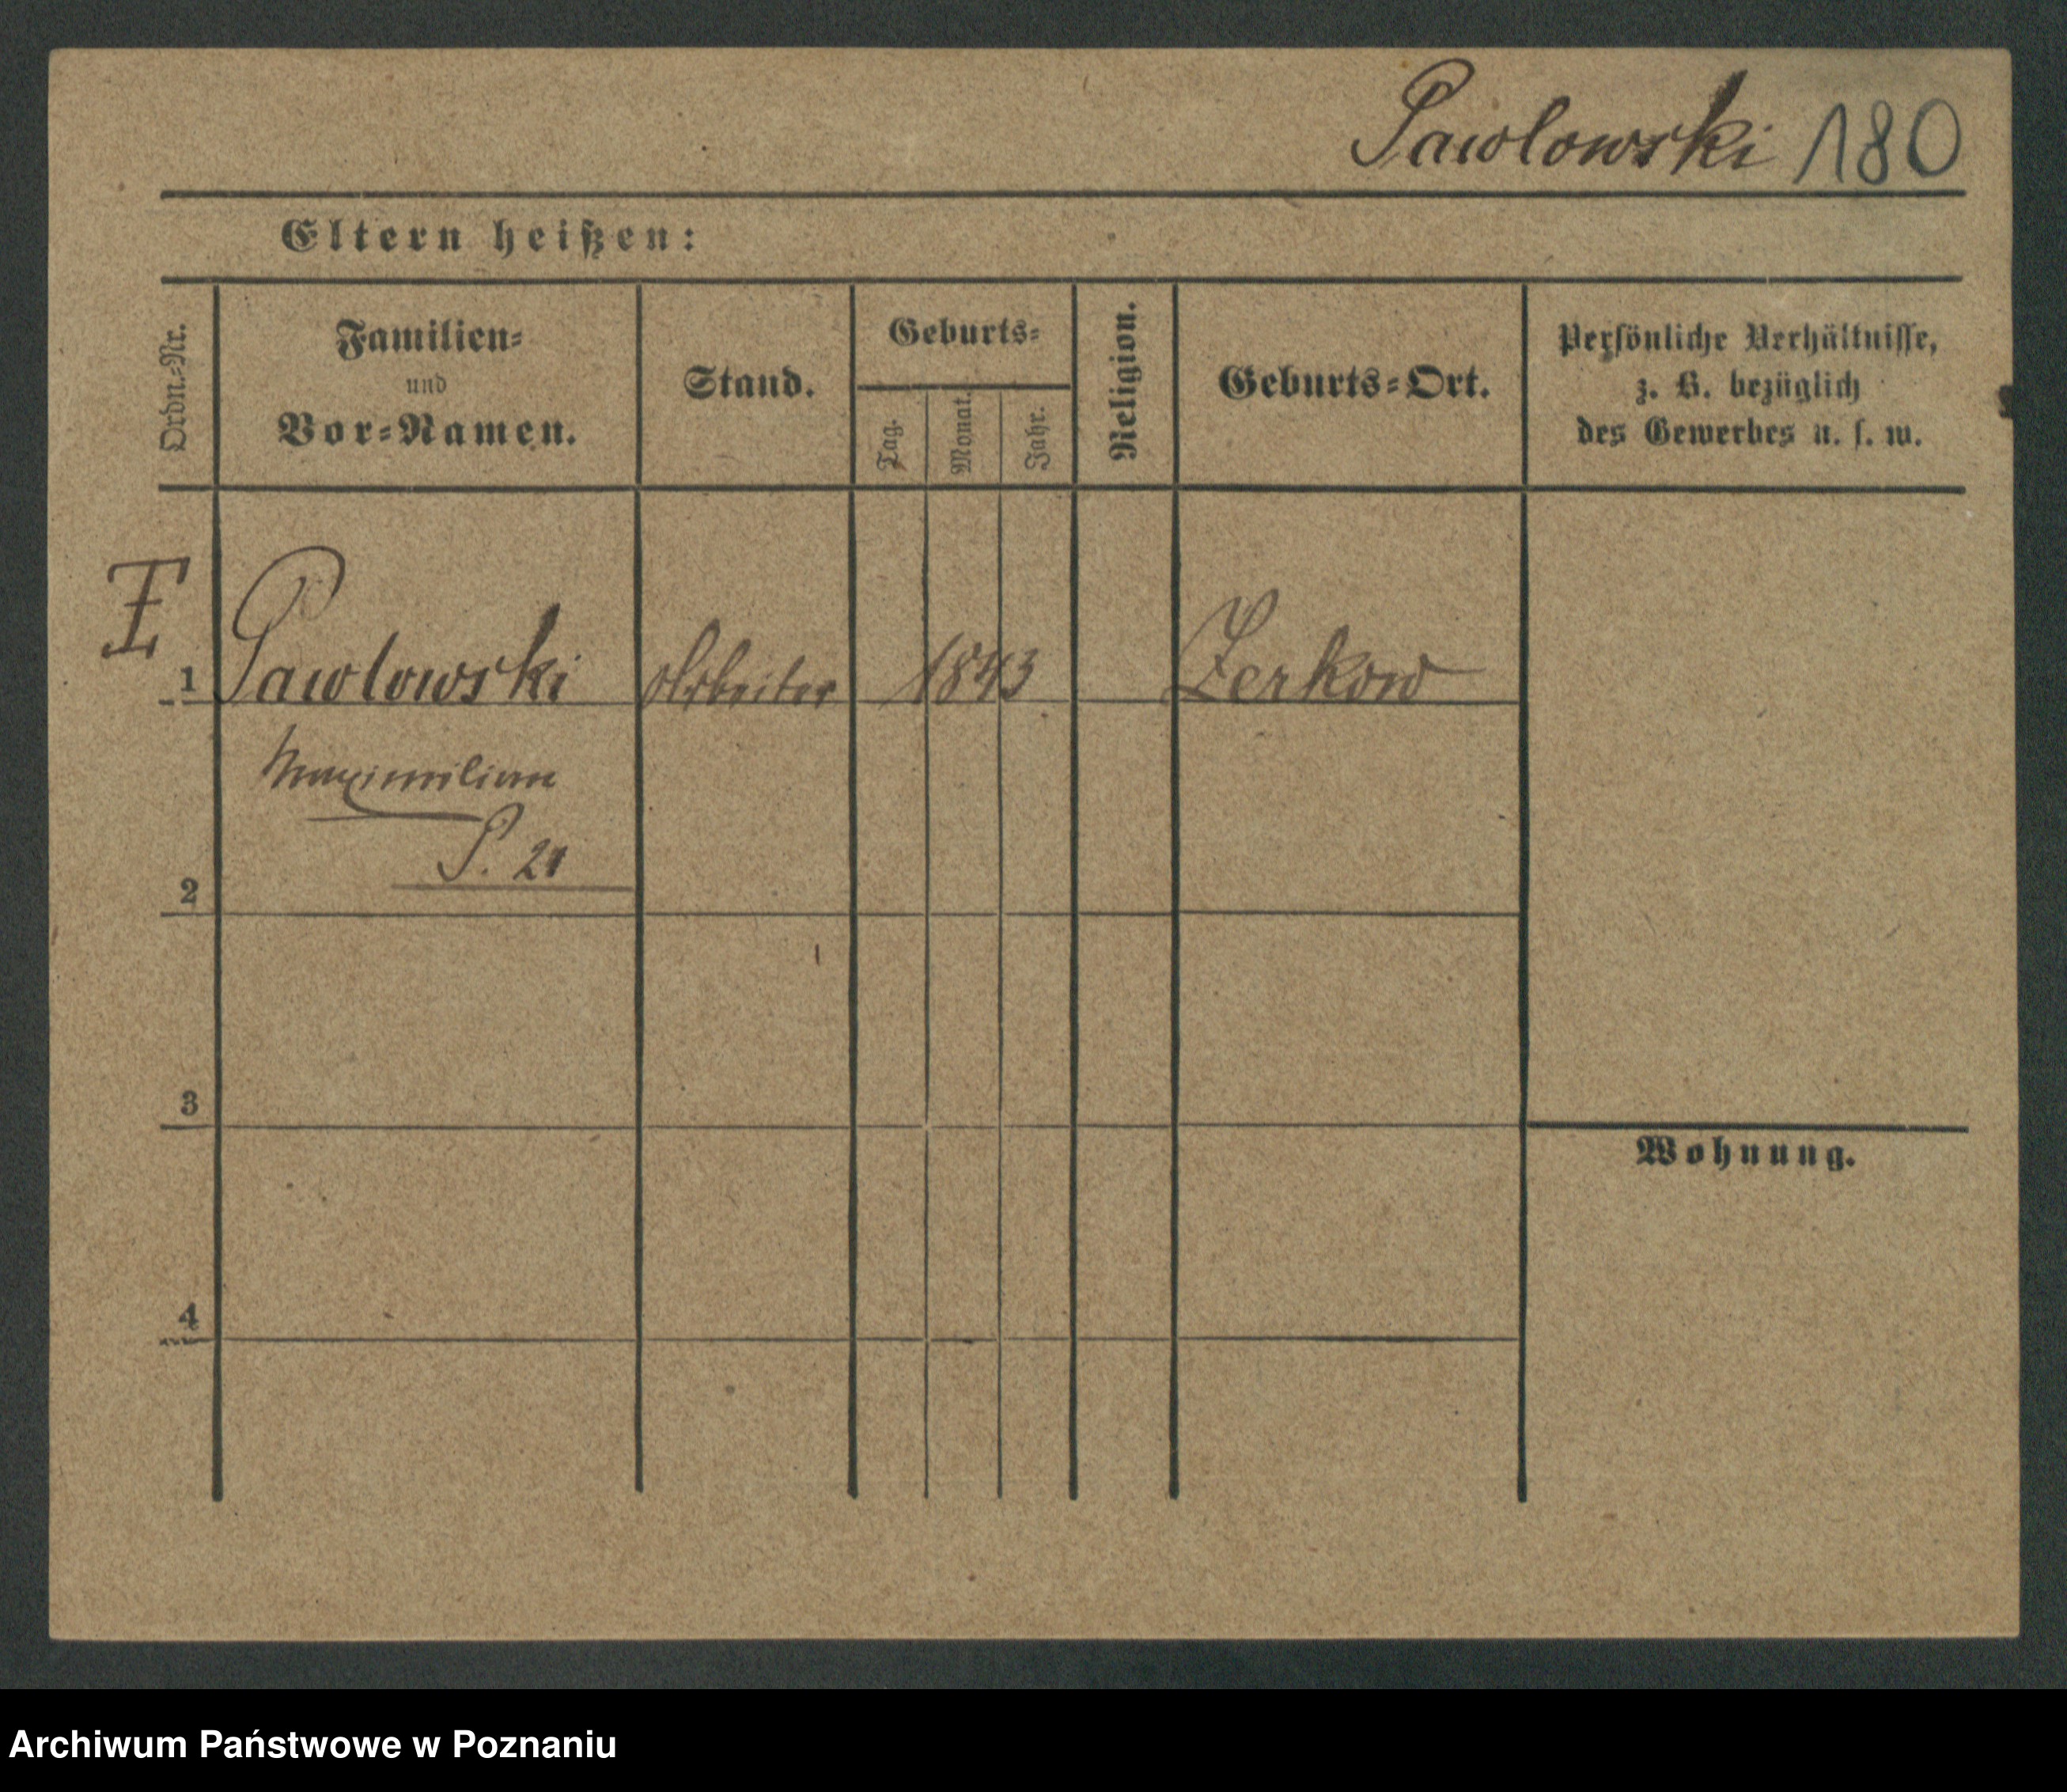 Pawlowski 180
Eltern heißen:
Ordn.-Nr.
Familien-
und
Vor-Namen.
Stand.
Geburts-
Tag.
Monat.
Jahr.
Religion.
Geburts-Ort.
Persönliche Verhältnisse,
z. B. bezüglich
des Gewerbes u. s. w.
I
1 Pawlowski Arbeiter 1843 Zerkow
Maximilian
P. 21
2
3
Wohnung.
4
Archiwum Państwowe w Poznaniu